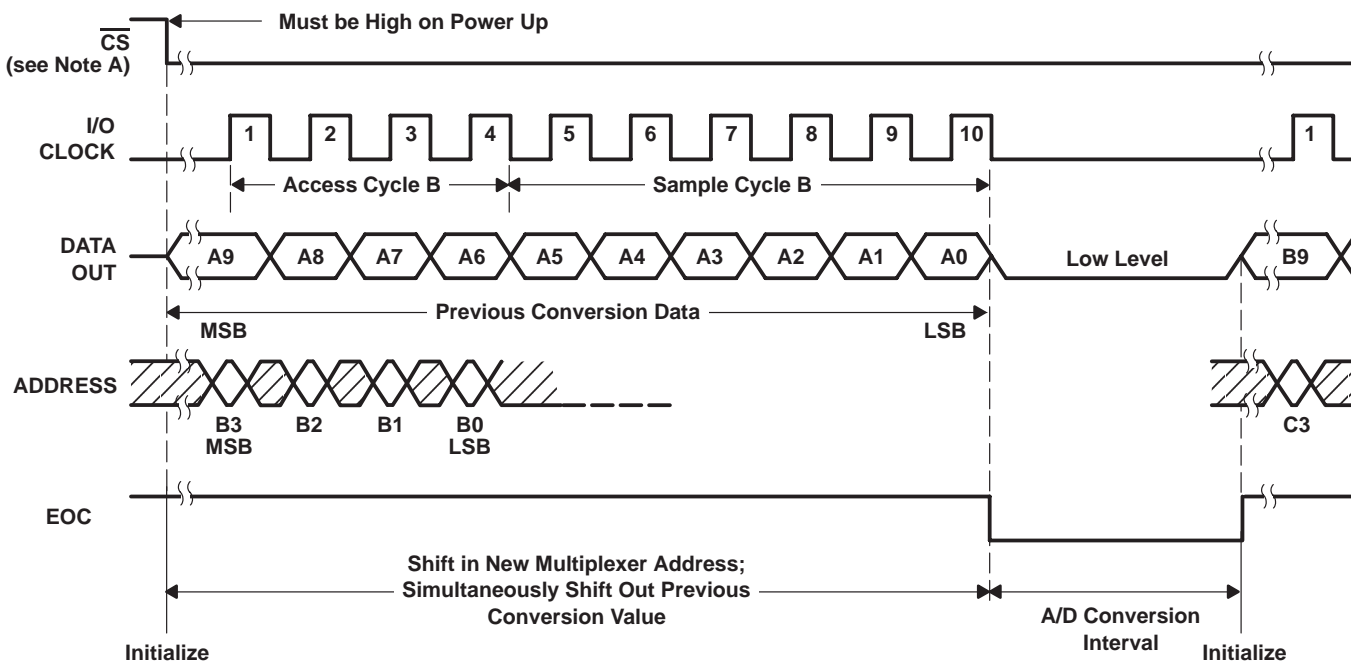 Must be High on Power Up
CS
(see Note A)
I/O
CLOCK
1 2 3 4 5 6 7 8 9 10 1
Access Cycle B Sample Cycle B
DATA
OUT
A9 A8 A7 A6 A5 A4 A3 A2 A1 A0 Low Level B9
Previous Conversion Data
MSB LSB
ADDRESS
B3 B2 B1 B0 C3
MSB LSB
EOC
Shift in New Multiplexer Address;
Simultaneously Shift Out Previous
Conversion Value
A/D Conversion
Interval
Initialize Initialize